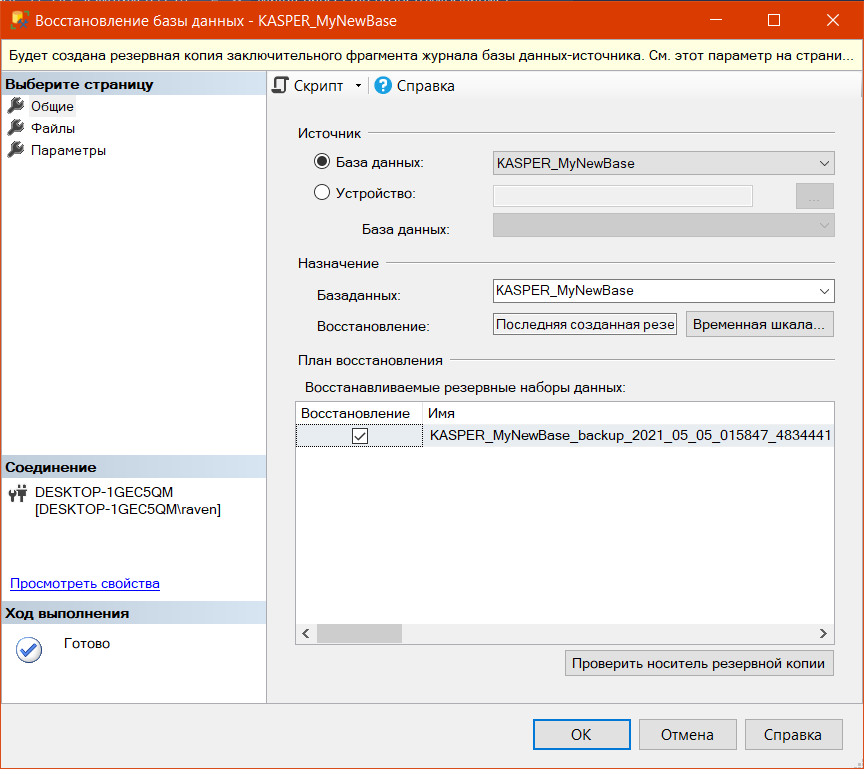 Восстановление базы данных - KASPER_MyNewBase
Будет создана резервная копия заключительного фрагмента журнала базы данных-источника. См. этот параметр на страни...
Выберите страницу
Общие
Файлы
Параметры
Скрипт
Справка
Источник
База данных:
KASPER_MyNewBase
Устройство:
...
База данных:
Назначение
Базаданных:
KASPER_MyNewBase
Восстановление:
Последняя созданная резе
Временная шкала...
План восстановления
Восстанавливаемые резервные наборы данных:
Восстановление Имя
KASPER_MyNewBase_backup_2021_05_05_015847_4834441
Соединение
DESKTOP-1GEC5QM
[DESKTOP-1GEC5QM\raven]
Просмотреть свойства
Ход выполнения
Готово
Проверить носитель резервной копии
OK
Отмена
Справка